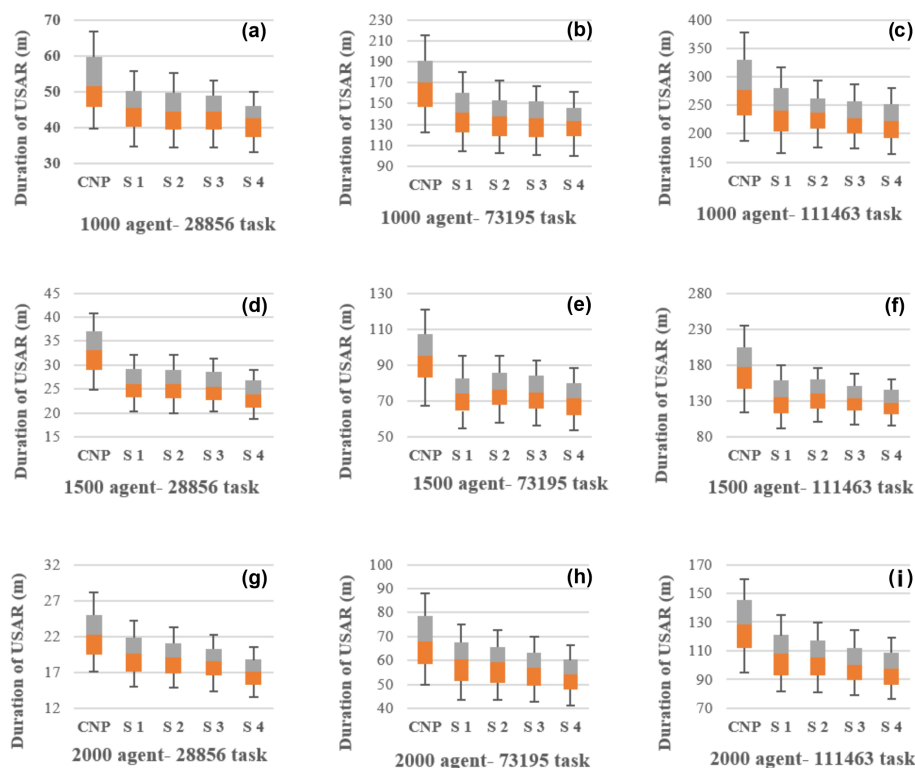 (a)
Duration of USAR (m)
70
60
50
40
30
CNP S 1 S 2 S 3 S 4
1000 agent- 28856 task
(b)
Duration of USAR (m)
230
210
190
170
150
130
110
90
CNP S 1 S 2 S 3 S 4
1000 agent- 73195 task
(c)
Duration of USAR (m)
400
350
300
250
200
150
CNP S 1 S 2 S 3 S 4
1000 agent- 111463 task
(d)
Duration of USAR (m)
45
40
35
30
25
20
15
CNP S 1 S 2 S 3 S 4
1500 agent- 28856 task
(e)
Duration of USAR (m)
130
110
90
70
50
CNP S 1 S 2 S 3 S 4
1500 agent- 73195 task
(f)
Duration of USAR (m)
280
230
180
130
80
CNP S 1 S 2 S 3 S 4
1500 agent- 111463 task
(g)
Duration of USAR (m)
32
27
22
17
12
CNP S 1 S 2 S 3 S 4
2000 agent- 28856 task
(h)
Duration of USAR (m)
100
90
80
70
60
50
40
CNP S 1 S 2 S 3 S 4
2000 agent- 73195 task
(i)
Duration of USAR (m)
170
150
130
110
90
70
CNP S 1 S 2 S 3 S 4
2000 agent- 111463 task